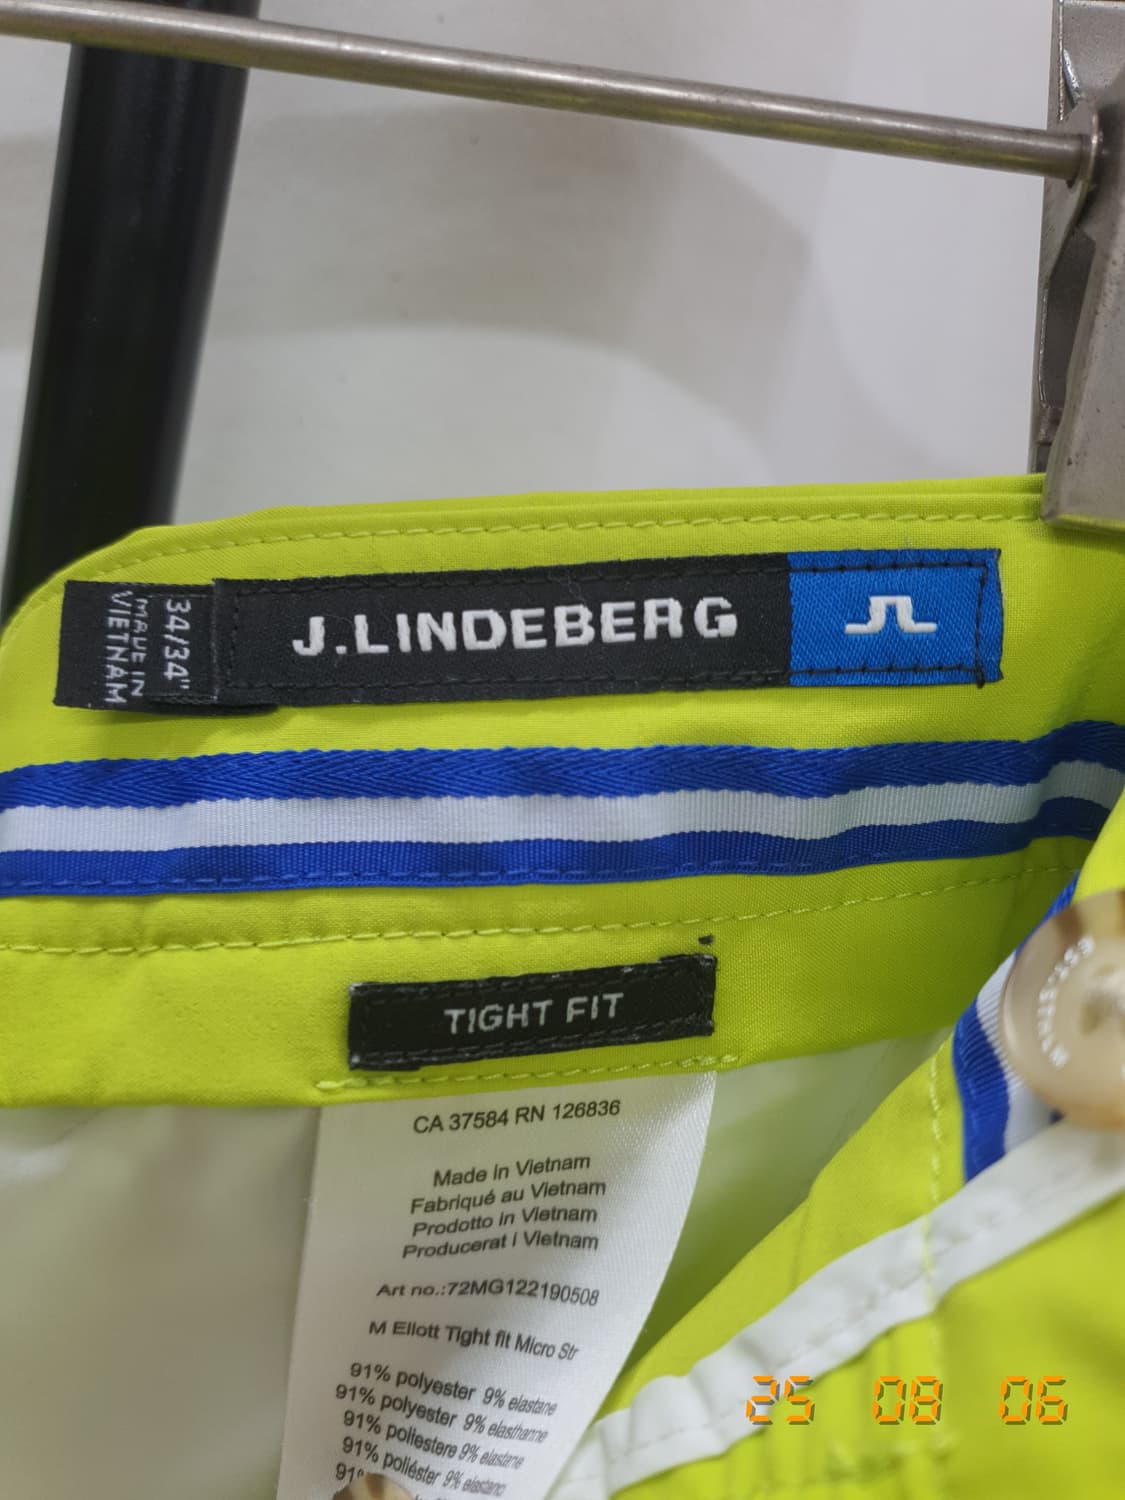 J.LINDEBERG
34/34"
MADE IN
VIETNAM
TIGHT FIT
CA 37584 RN 126836
Made in Vietnam
Fabriqué au Vietnam
Prodotto in Vietnam
Producerat i Vietnam
Art no.:72MG122190508
M Ellott Tight fit Micro Str
91% polyester 9% elastane
91% polyester 9% elasthanne
91% poliestere 9% elastane
91% poliéster 9% elastano
25 08 06